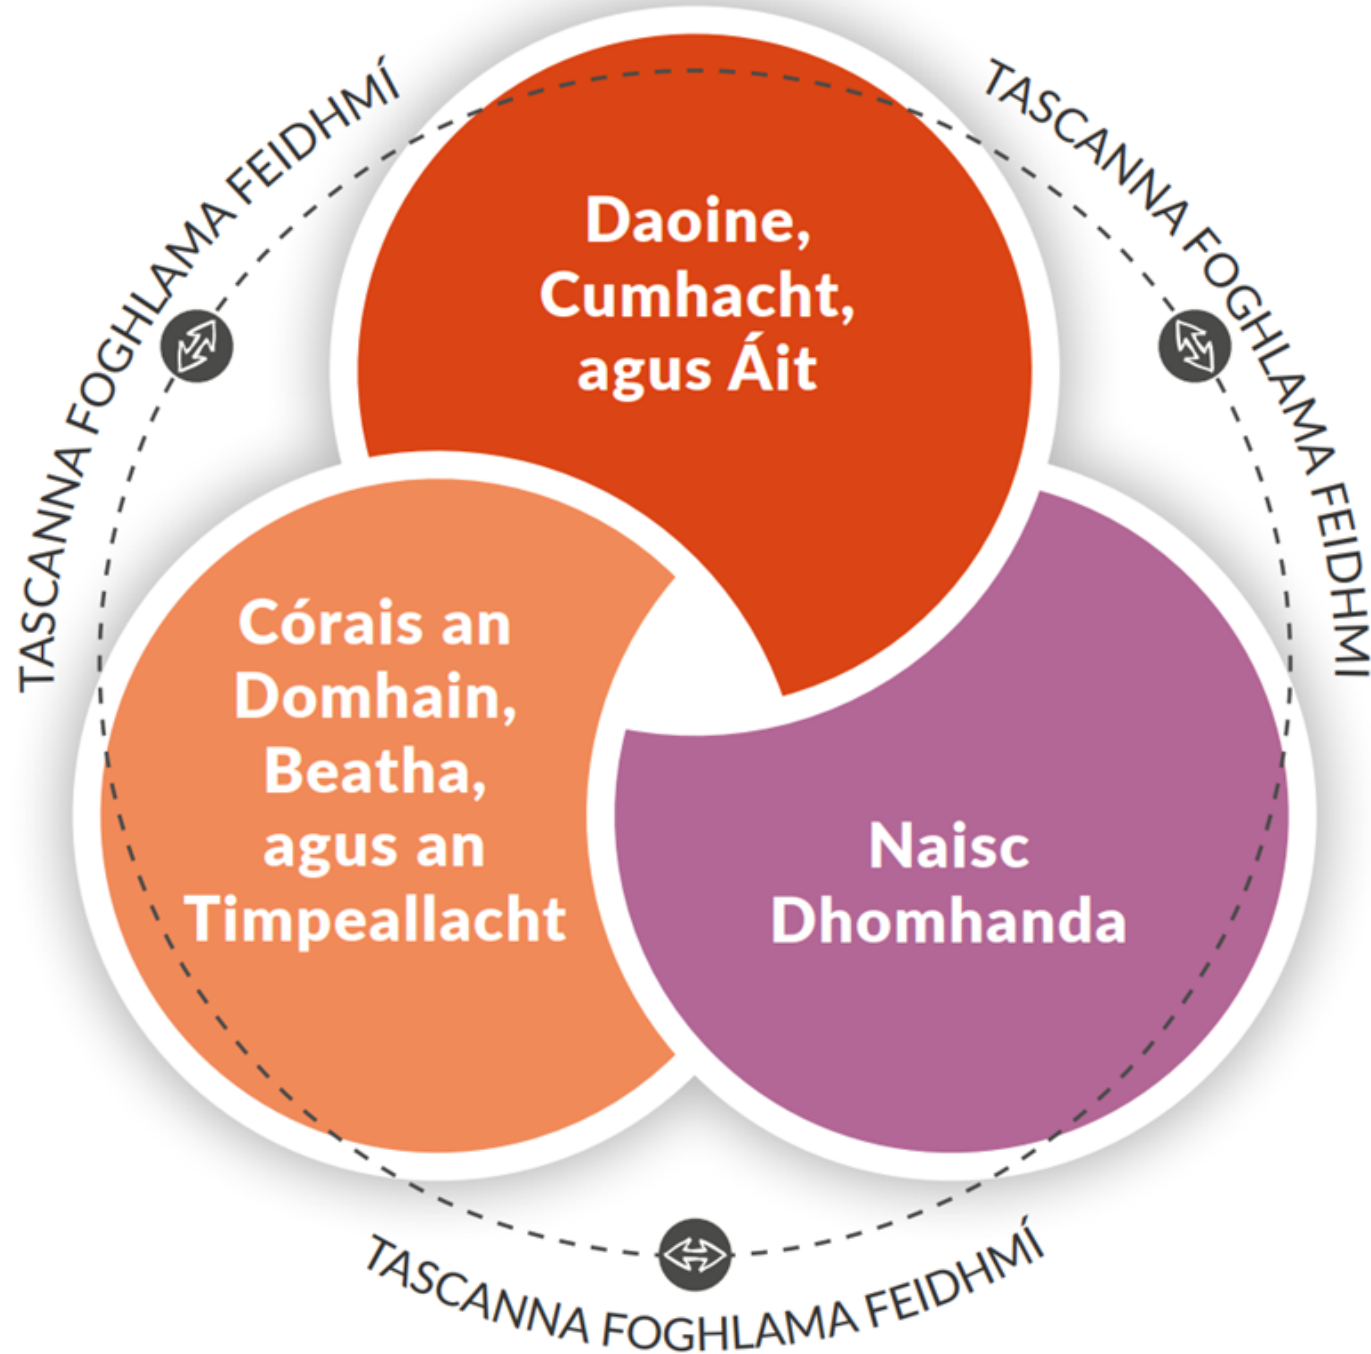 TASCANNA FOGHLAMA FEIDHMÍ
TASCANNA FOGHLAMA FEIDHMI
Daoine,
Cumhacht,
agus Áit
Córais an
Domhain,
Beatha,
agus an
Timpeallacht
Naisc
Dhomhanda
TASCANNA FOGHLAMA FEIDHMÍ